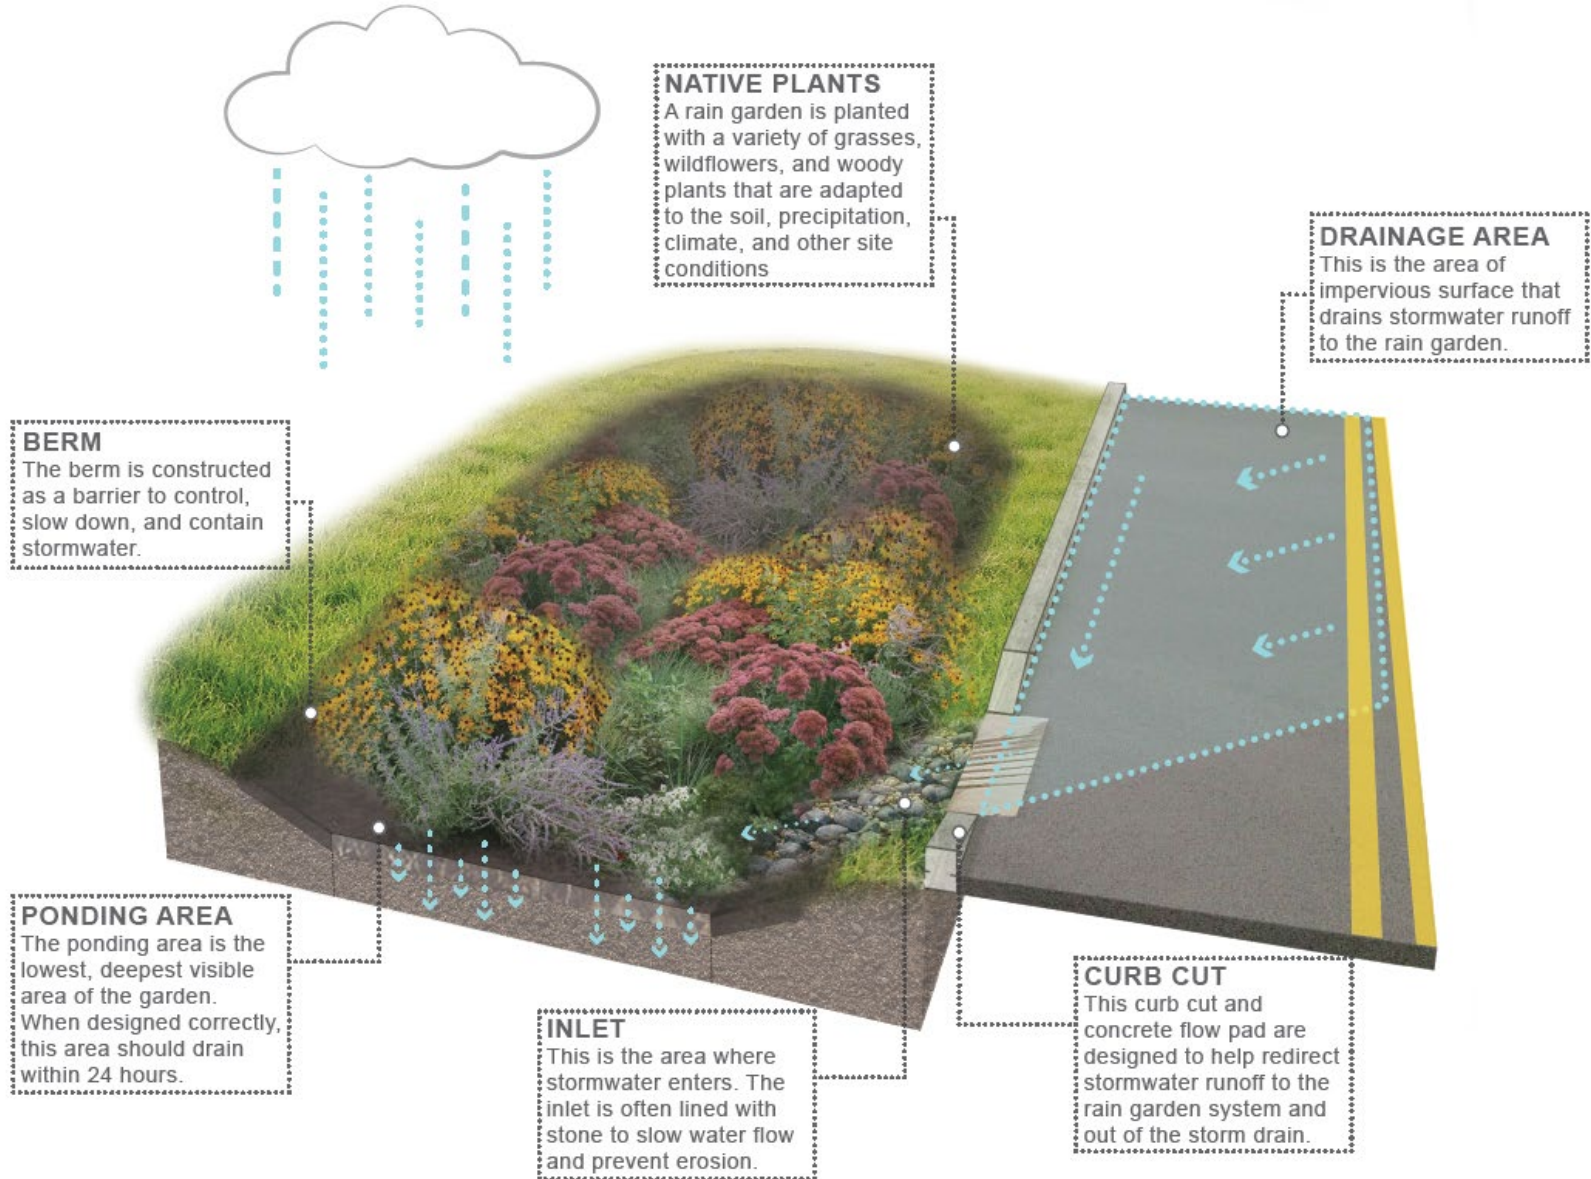 NATIVE PLANTS
A rain garden is planted
with a variety of grasses,
wildflowers, and woody
plants that are adapted
to the soil, precipitation,
climate, and other site
conditions
DRAINAGE AREA
This is the area of
impervious surface that
drains stormwater runoff
to the rain garden.
BERM
The berm is constructed
as a barrier to control,
slow down, and contain
stormwater.
PONDING AREA
The ponding area is the
lowest, deepest visible
area of the garden.
When designed correctly,
this area should drain
within 24 hours.
INLET
This is the area where
stormwater enters. The
inlet is often lined with
stone to slow water flow
and prevent erosion.
CURB CUT
This curb cut and
concrete flow pad are
designed to help redirect
stormwater runoff to the
rain garden system and
out of the storm drain.